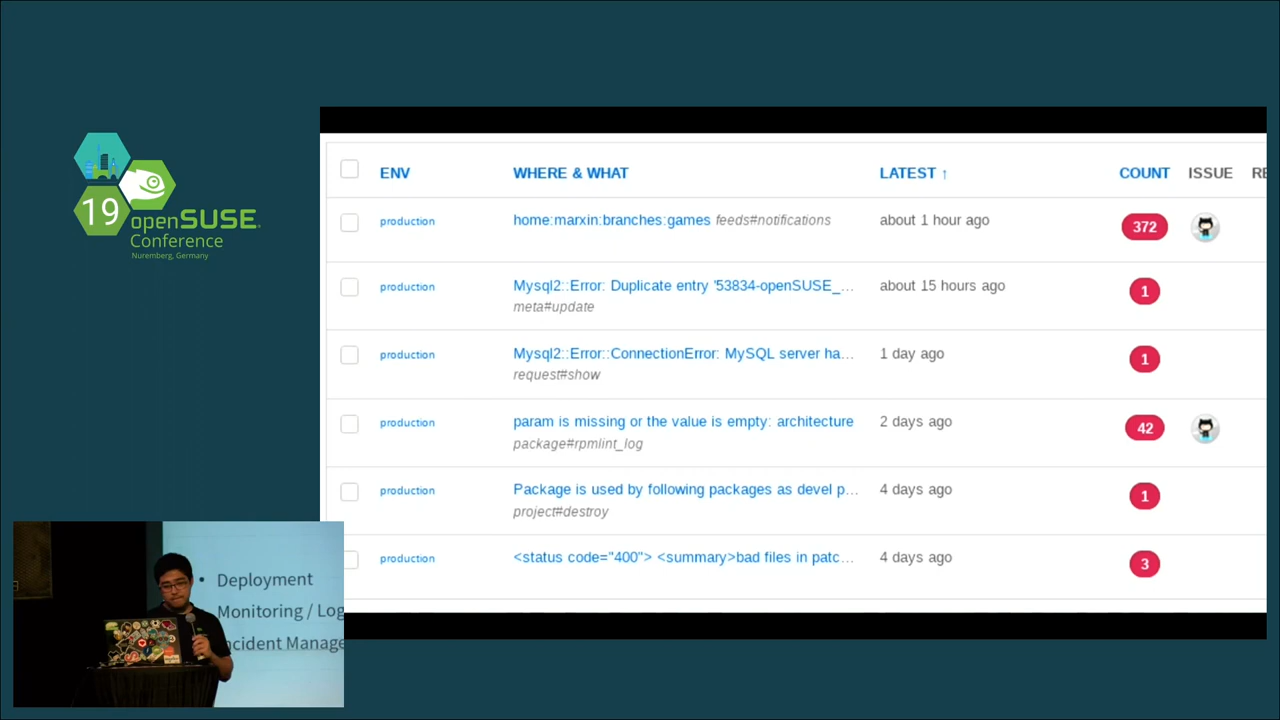 19
openSUSE
Conference
Nuremberg, Germany
ENV WHERE & WHAT LATEST ↑ COUNT ISSUE RE
production home:marxin:branches:games feeds#notifications about 1 hour ago 372
production Mysql2::Error: Duplicate entry '53834-openSUSE_… about 15 hours ago 1
meta#update
production Mysql2::Error::ConnectionError: MySQL server ha… 1 day ago 1
request#show
production param is missing or the value is empty: architecture 2 days ago 42
package#rpmlint_log
production Package is used by following packages as devel p… 4 days ago 1
project#destroy
production <status code="400"> <summary>bad files in patc… 4 days ago 3
• Deployment
Monitoring / Log
ncident Manage